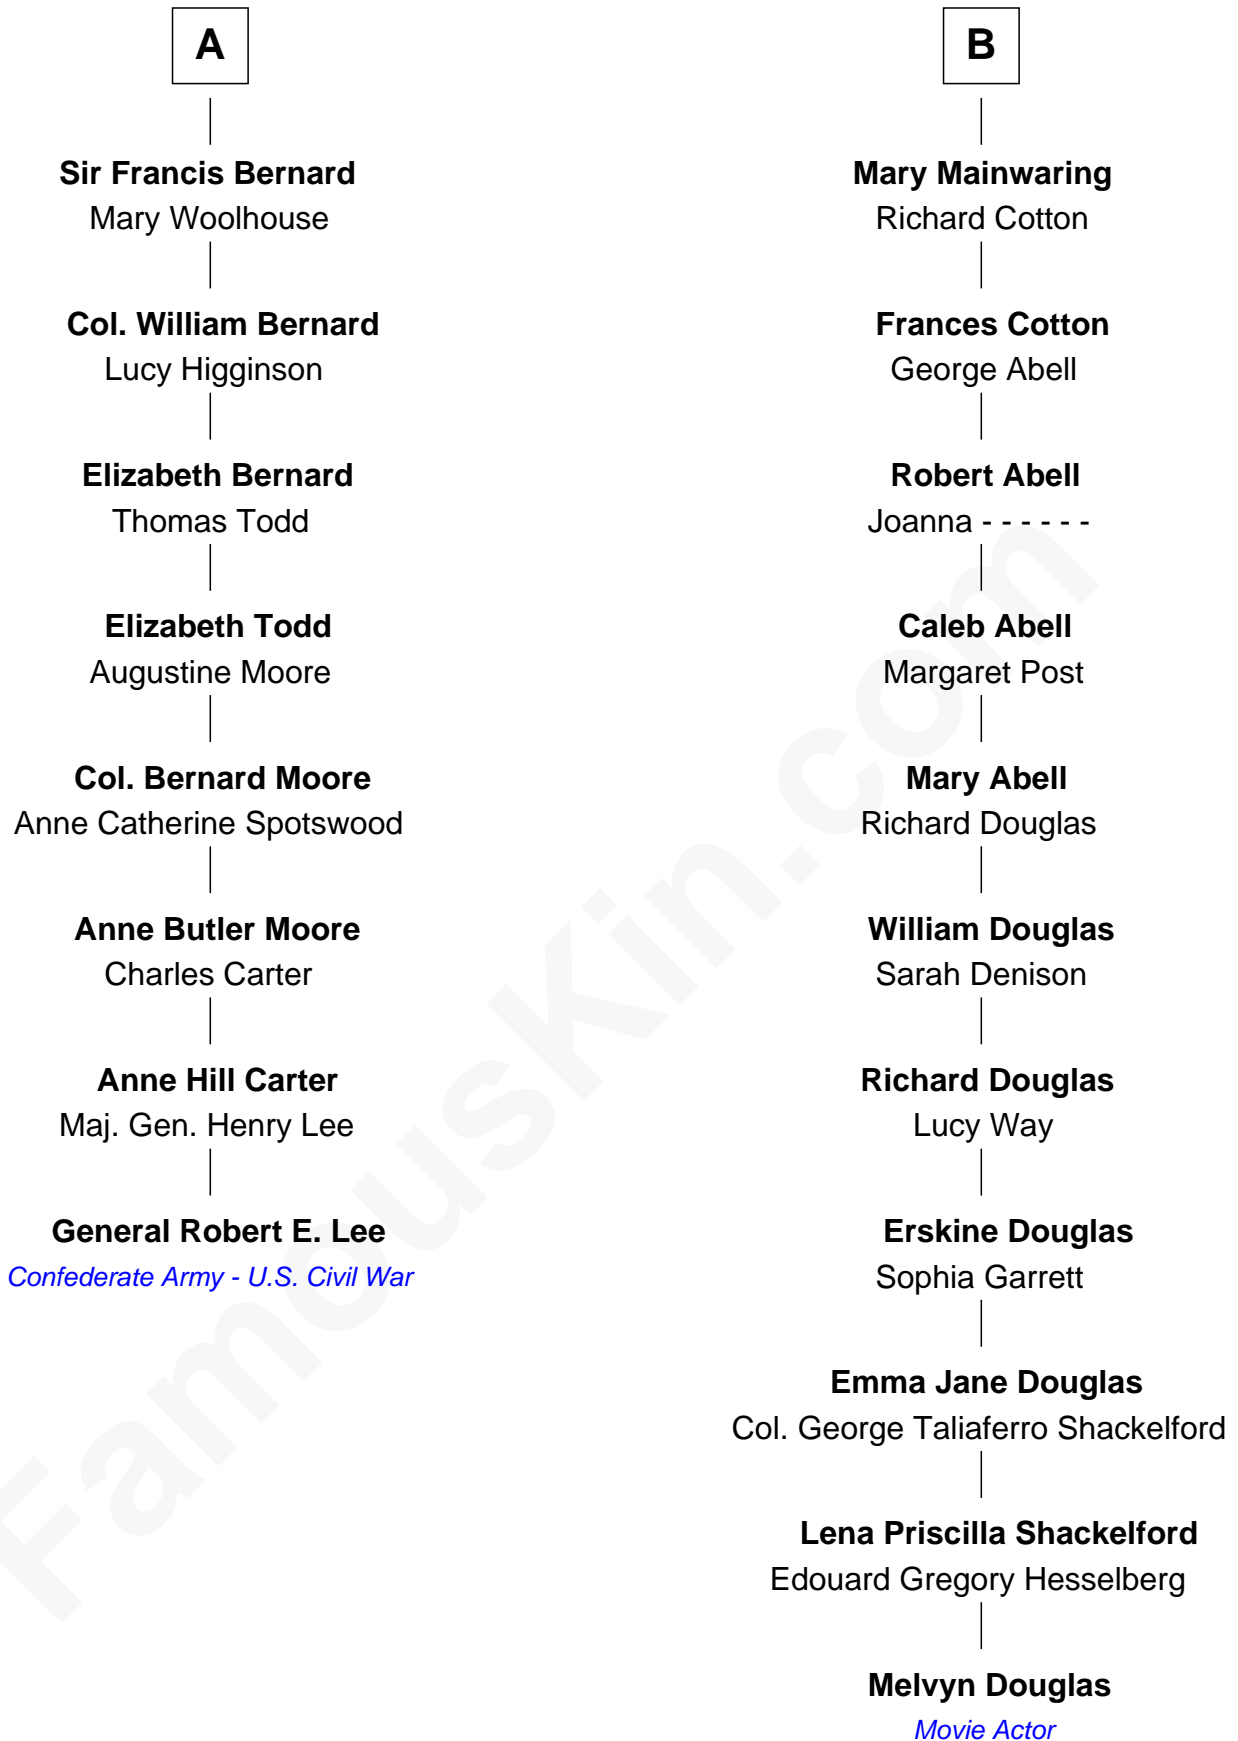 A
Sir Francis Bernard
Mary Woolhouse
Col. William Bernard
Lucy Higginson
Elizabeth Bernard
Thomas Todd
Elizabeth Todd
Augustine Moore
Col. Bernard Moore
Anne Catherine Spotswood
Anne Butler Moore
Charles Carter
Anne Hill Carter
Maj. Gen. Henry Lee
General Robert E. Lee
Confederate Army - U.S. Civil War
B
Mary Mainwaring
Richard Cotton
Frances Cotton
George Abell
Robert Abell
Joanna - - - - - -
Caleb Abell
Margaret Post
Mary Abell
Richard Douglas
William Douglas
Sarah Denison
Richard Douglas
Lucy Way
Erskine Douglas
Sophia Garrett
Emma Jane Douglas
Col. George Taliaferro Shackelford
Lena Priscilla Shackelford
Edouard Gregory Hesselberg
Melvyn Douglas
Movie Actor
FamousKin.com